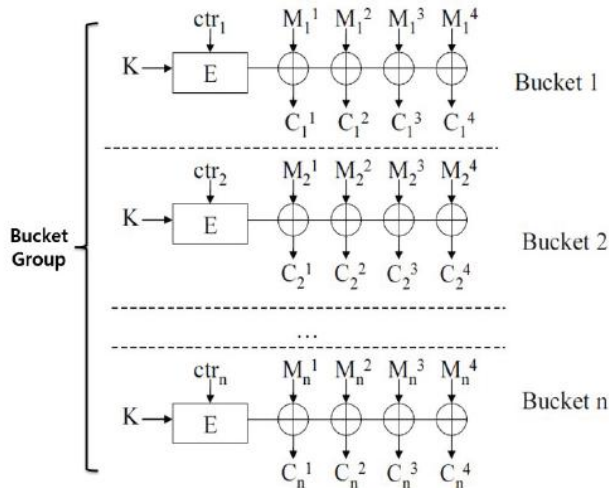 ctr₁ M₁¹ M₁² M₁³ M₁⁴
K E Bucket 1
C₁¹ C₁² C₁³ C₁⁴
ctr₂ M₂¹ M₂² M₂³ M₂⁴
K E Bucket 2
C₂¹ C₂² C₂³ C₂⁴
Bucket
Group
...
ctrₙ Mₙ¹ Mₙ² Mₙ³ Mₙ⁴
K E Bucket n
Cₙ¹ Cₙ² Cₙ³ Cₙ⁴